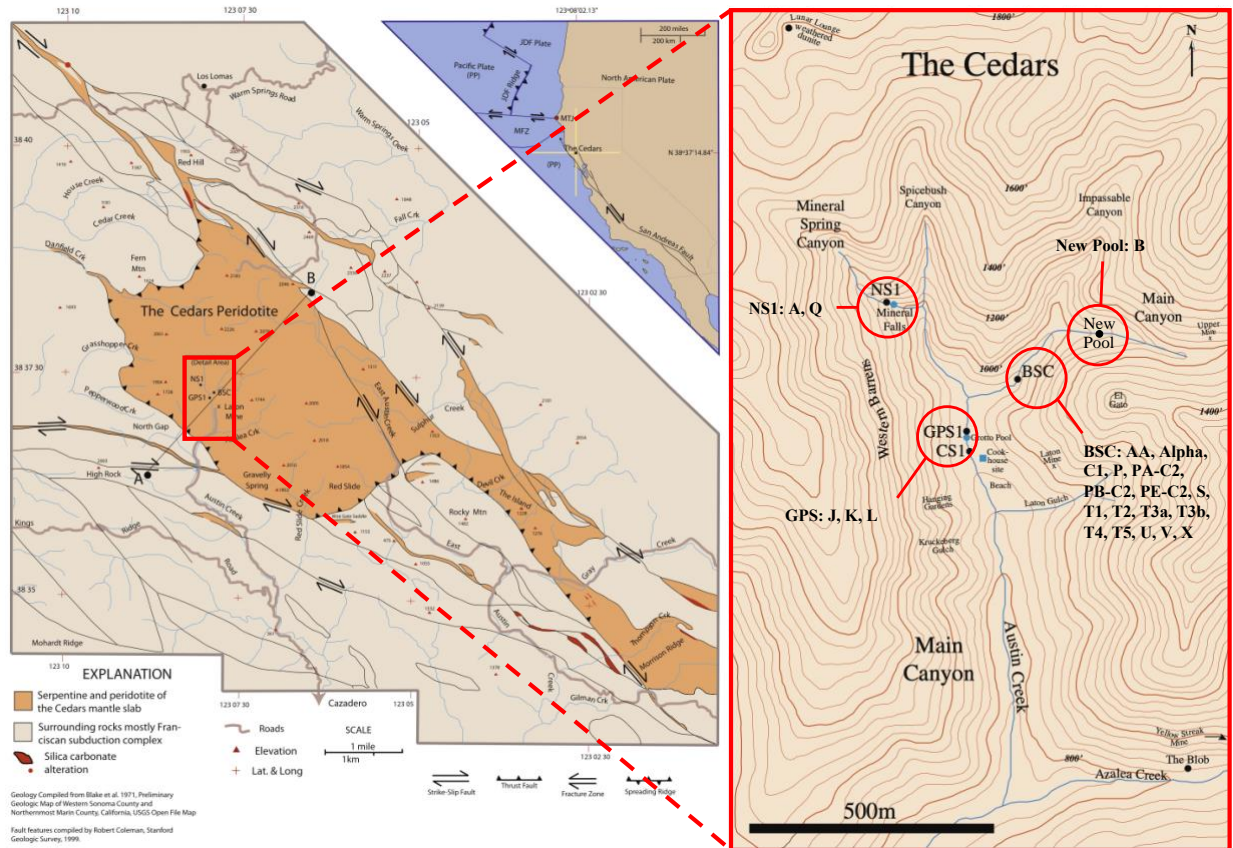 123 10
123 07 30
Los Lomas
Warm Springs Road
Warm Springs Creek
123 05
38 40
Red Hill
House Creek
Cedar Creek
Danfield Crk
Fern
Mtn
Fall Crk
B
The Cedars Peridotite
123 02 30
Grasshopper Crk
38 37 30
(Detail Area)
NS1
BSC
GPS1
Laton
Mine
Pepperwood Crk
North Gap
East Austin Creek
Sulphur
Creek
High Rock
A
Gravelly
Spring
Red Slide
Devil Crk
The Island
Austin Creek
Red Slide Creek
Rocky Mtn
Kings
Ridge
Road
East
Austin
Creek
Gray
Creek
38 35
Thompson Crk
Morrison Ridge
Mohardt Ridge
Gilman Crk
123 10
123 07 30
Cazadero
123 05
123 02 30
EXPLANATION
Serpentine and peridotite of
the Cedars mantle slab
Surrounding rocks mostly Fran-
ciscan subduction complex
Silica carbonate
alteration
Roads
Elevation
Lat. & Long
SCALE
1 mile
1km
Strike-Slip Fault
Thrust Fault
Fracture Zone
Spreading Ridge
Geology Compiled from Blake et al. 1971, Preliminary
Geologic Map of Western Sonoma County and
Northernmost Marin County, California, USGS Open File Map
Fault features compiled by Robert Coleman, Stanford
Geologic Survey, 1999.
123°08'02.13"
200 miles
200 km
JDF Plate
Pacific Plate
(PP)
JDF Ridge
North American Plate
MTJ
MFZ
The Cedars
(PP)
N 38°37'14.84"
San Andreas Fault
Lunar Lounge
weathered
dunite
1800'
N
The Cedars
1600'
Spicebush
Canyon
Impassable
Canyon
Mineral
Spring
Canyon
New Pool: B
1400'
NS1
NS1: A, Q
Mineral
Falls
1200'
Main
Canyon
New
Pool
Upper
Mine
x
1000'
BSC
El
Gato
1400'
Western Barrens
GPS1
Grotto Pool
CS1
Cook-
house
site
Laton
Mine x
Beach
BSC: AA, Alpha,
C1, P, PA-C2,
PB-C2, PE-C2, S,
T1, T2, T3a, T3b,
T4, T5, U, V, X
GPS: J, K, L
Hanging
Gardens
Laton Gulch
Kruckeberg
Gulch
Main
Canyon
Austin Creek
Yellow Streak
Mine
The Blob
800'
Azalea Creek
500m